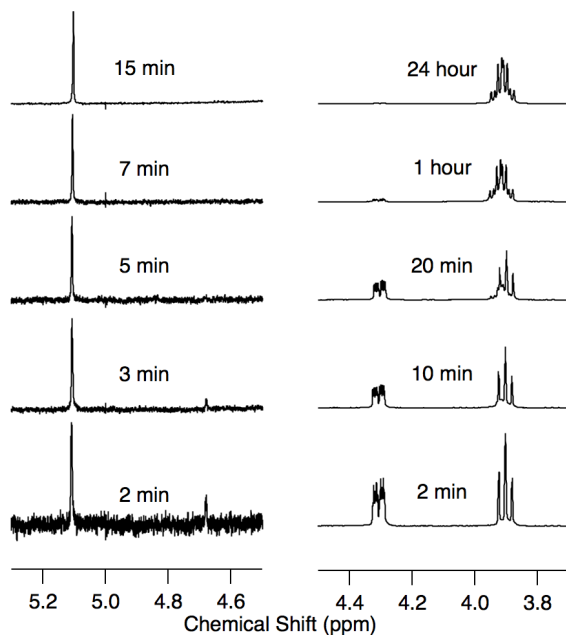 15 min
24 hour
7 min
1 hour
5 min
20 min
3 min
10 min
2 min
2 min
5.2 5.0 4.8 4.6 4.4 4.2 4.0 3.8
Chemical Shift (ppm)